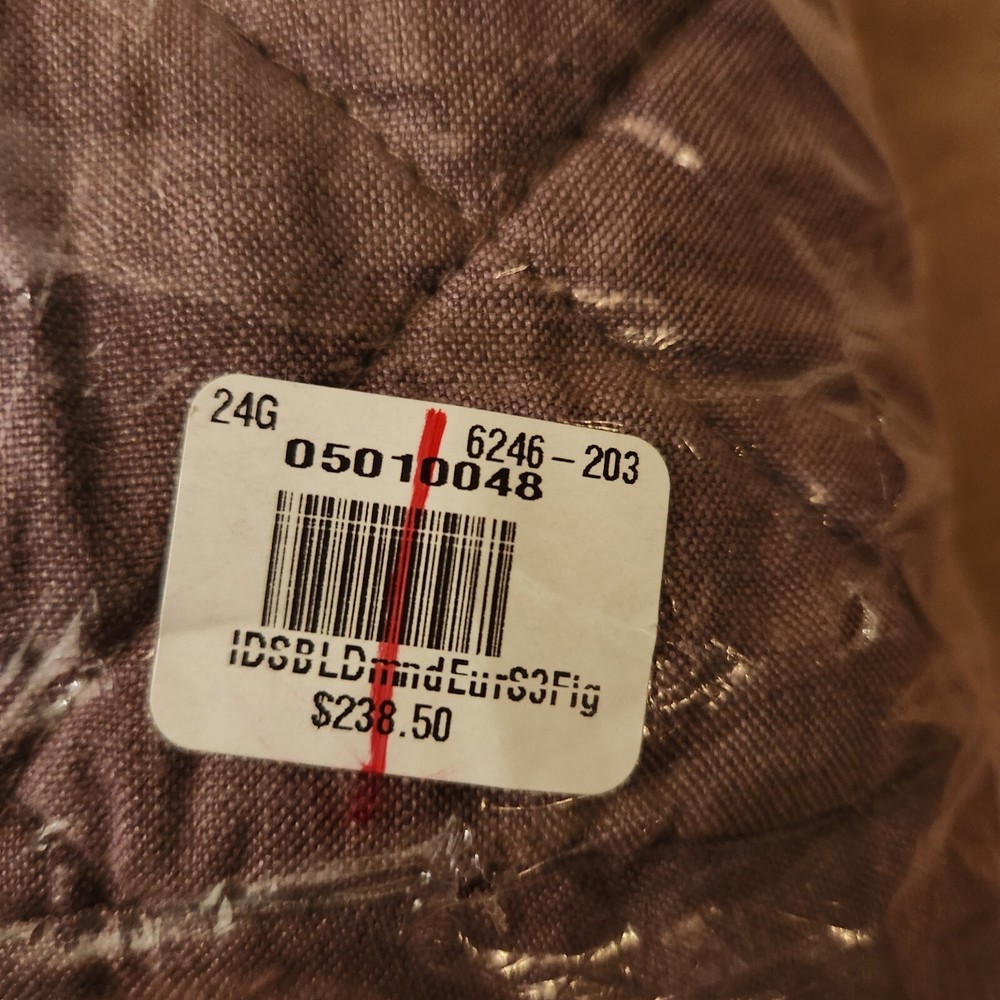 24G 6246-203
05010048
IDSBLDmndEurS3Fig
$238.50